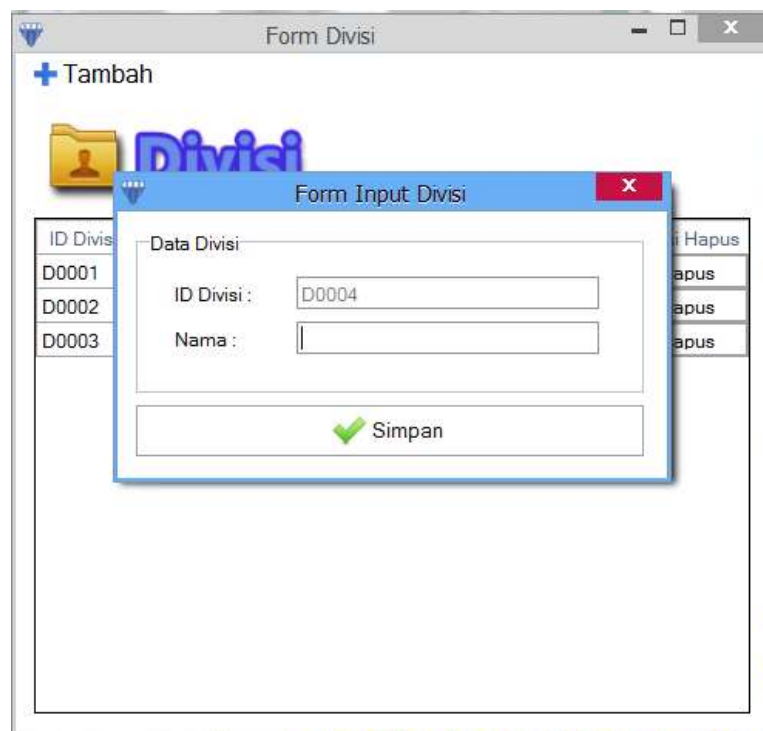 Form Divisi
Tambah
Divisi
Form Input Divisi
ID Divis
i Hapus
Data Divisi
D0001
apus
ID Divisi : D0004
D0002
apus
Nama :
D0003
apus
Simpan